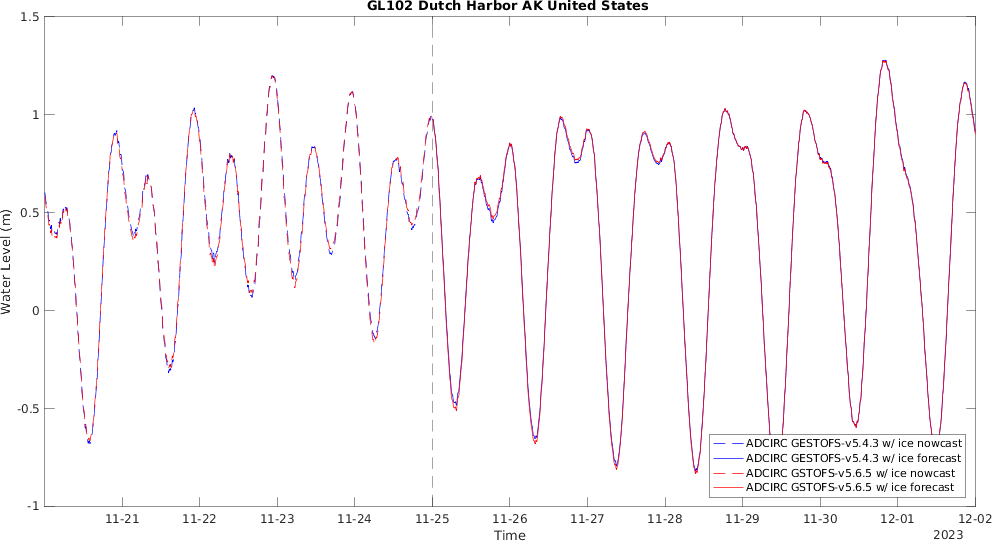 GL102 Dutch Harbor AK United States
1.5
1
0.5
0
-0.5
-1
Water Level (m)
ADCIRC GESTOFS-v5.4.3 w/ ice nowcast
ADCIRC GESTOFS-v5.4.3 w/ ice forecast
ADCIRC GSTOFS-v5.6.5 w/ ice nowcast
ADCIRC GSTOFS-v5.6.5 w/ ice forecast
11-21 11-22 11-23 11-24 11-25 11-26 11-27 11-28 11-29 11-30 12-01 12-02
Time
2023